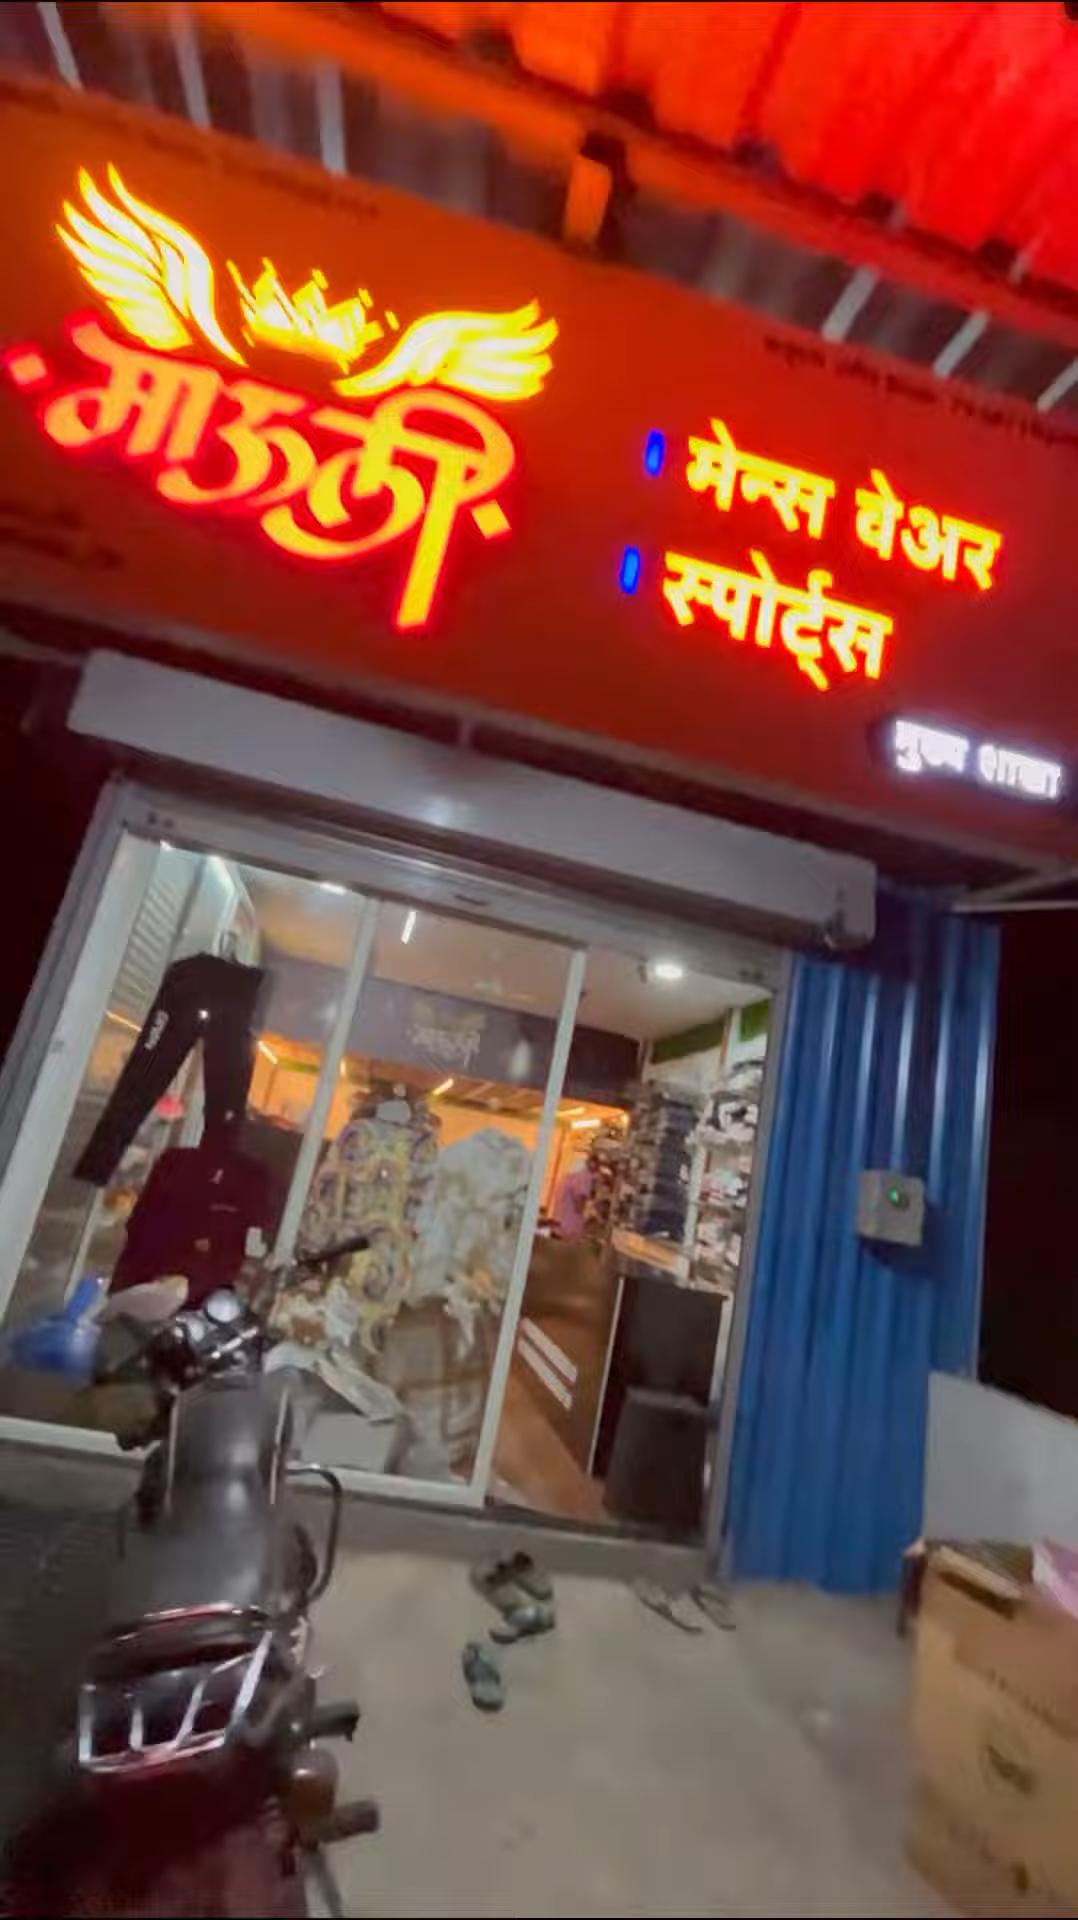 माऊली
मेन्स वेअर
स्पोर्ट्स
मुख्य शाखा